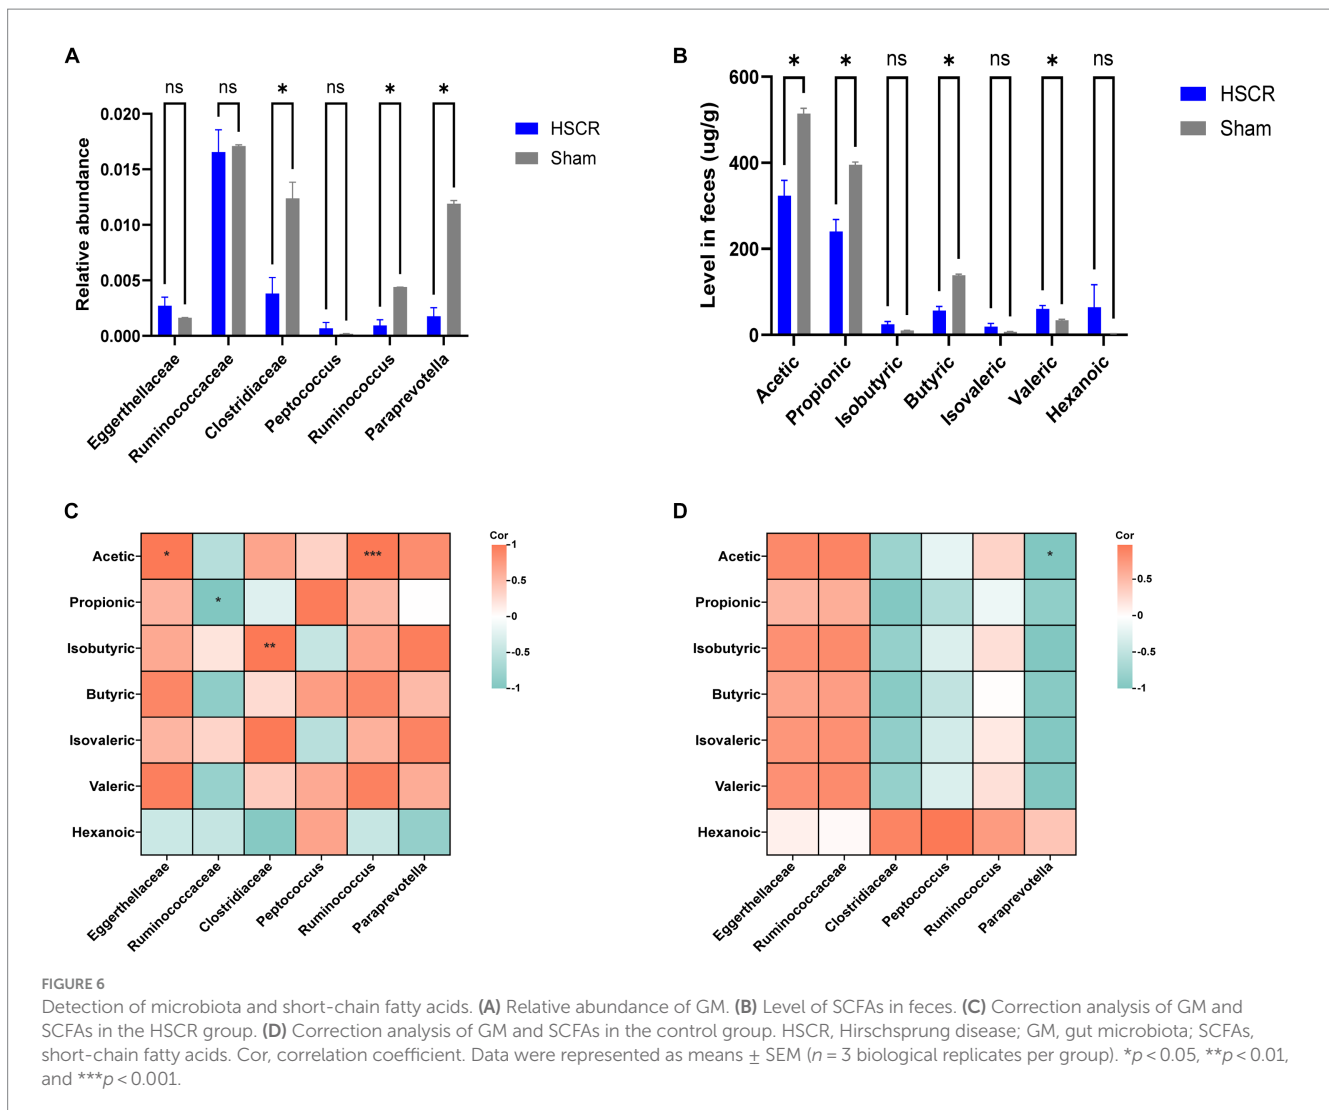 A
ns
ns
*
ns
*
*
0.020
0.015
0.010
0.005
0.000
Relative abundance
HSCR
Sham
Eggerthellaceae
Ruminoccaceae
Clostridiaceae
Peptococcus
Ruminococcus
Paraprevotella
B
*
*
ns
*
ns
*
ns
600
400
200
0
Level in feces (ug/g)
HSCR
Sham
Acetic
Propionic
Isobutyric
Butyric
Isovaleric
Valeric
Hexanoic
C
Acetic
Propionic
Isobutyric
Butyric
Isovaleric
Valeric
Hexanoic
*
***
*
**
Eggerthellaceae
Ruminoccaceae
Clostridiaceae
Peptococcus
Ruminococcus
Paraprevotella
Cor
1
0.5
0
-0.5
-1
D
Acetic
Propionic
Isobutyric
Butyric
Isovaleric
Valeric
Hexanoic
*
Eggerthellaceae
Ruminoccaceae
Clostridiaceae
Peptococcus
Ruminococcus
Paraprevotella
Cor
0.5
0
-0.5
-1
FIGURE 6
Detection of microbiota and short-chain fatty acids. (A) Relative abundance of GM. (B) Level of SCFAs in feces. (C) Correction analysis of GM and
SCFAs in the HSCR group. (D) Correction analysis of GM and SCFAs in the control group. HSCR, Hirschsprung disease; GM, gut microbiota; SCFAs,
short-chain fatty acids. Cor, correlation coefficient. Data were represented as means ± SEM (n = 3 biological replicates per group). *p < 0.05, **p < 0.01,
and ***p < 0.001.